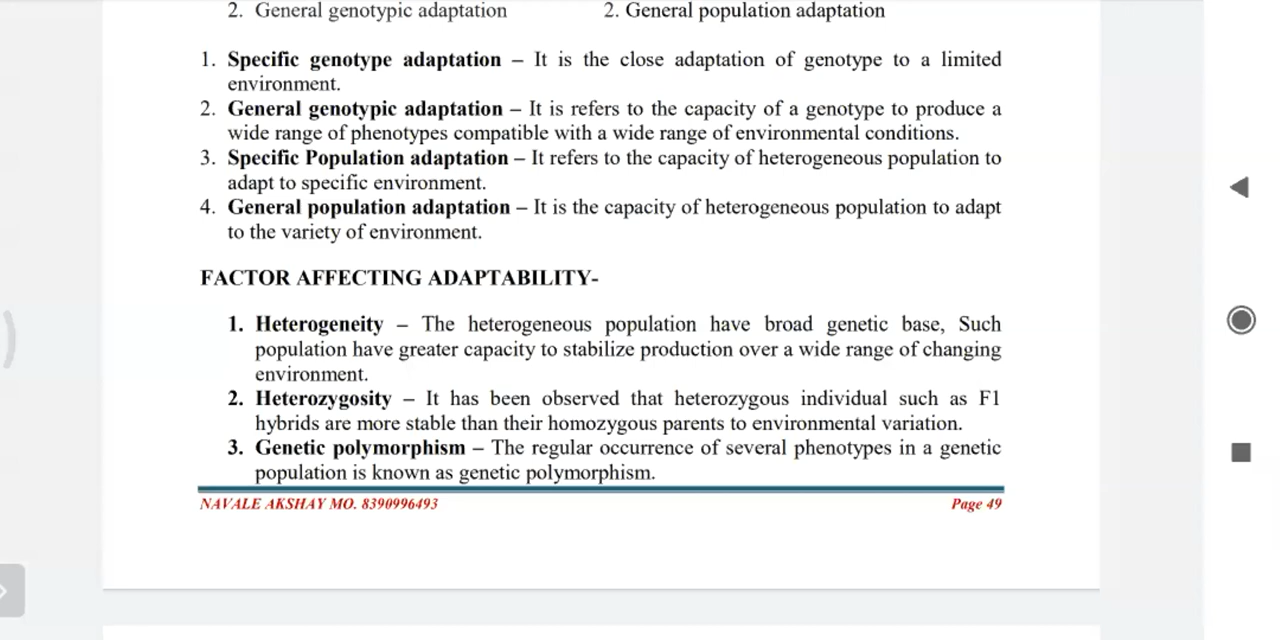 2. General genotypic adaptation 2. General population adaptation
1. Specific genotype adaptation – It is the close adaptation of genotype to a limited
environment.
2. General genotypic adaptation – It is refers to the capacity of a genotype to produce a
wide range of phenotypes compatible with a wide range of environmental conditions.
3. Specific Population adaptation – It refers to the capacity of heterogeneous population to
adapt to specific environment.
4. General population adaptation – It is the capacity of heterogeneous population to adapt
to the variety of environment.
FACTOR AFFECTING ADAPTABILITY-
1. Heterogeneity – The heterogeneous population have broad genetic base, Such
population have greater capacity to stabilize production over a wide range of changing
environment.
2. Heterozygosity – It has been observed that heterozygous individual such as F1
hybrids are more stable than their homozygous parents to environmental variation.
3. Genetic polymorphism – The regular occurrence of several phenotypes in a genetic
population is known as genetic polymorphism.
NAVALE AKSHAY MO. 8390996493 Page 49